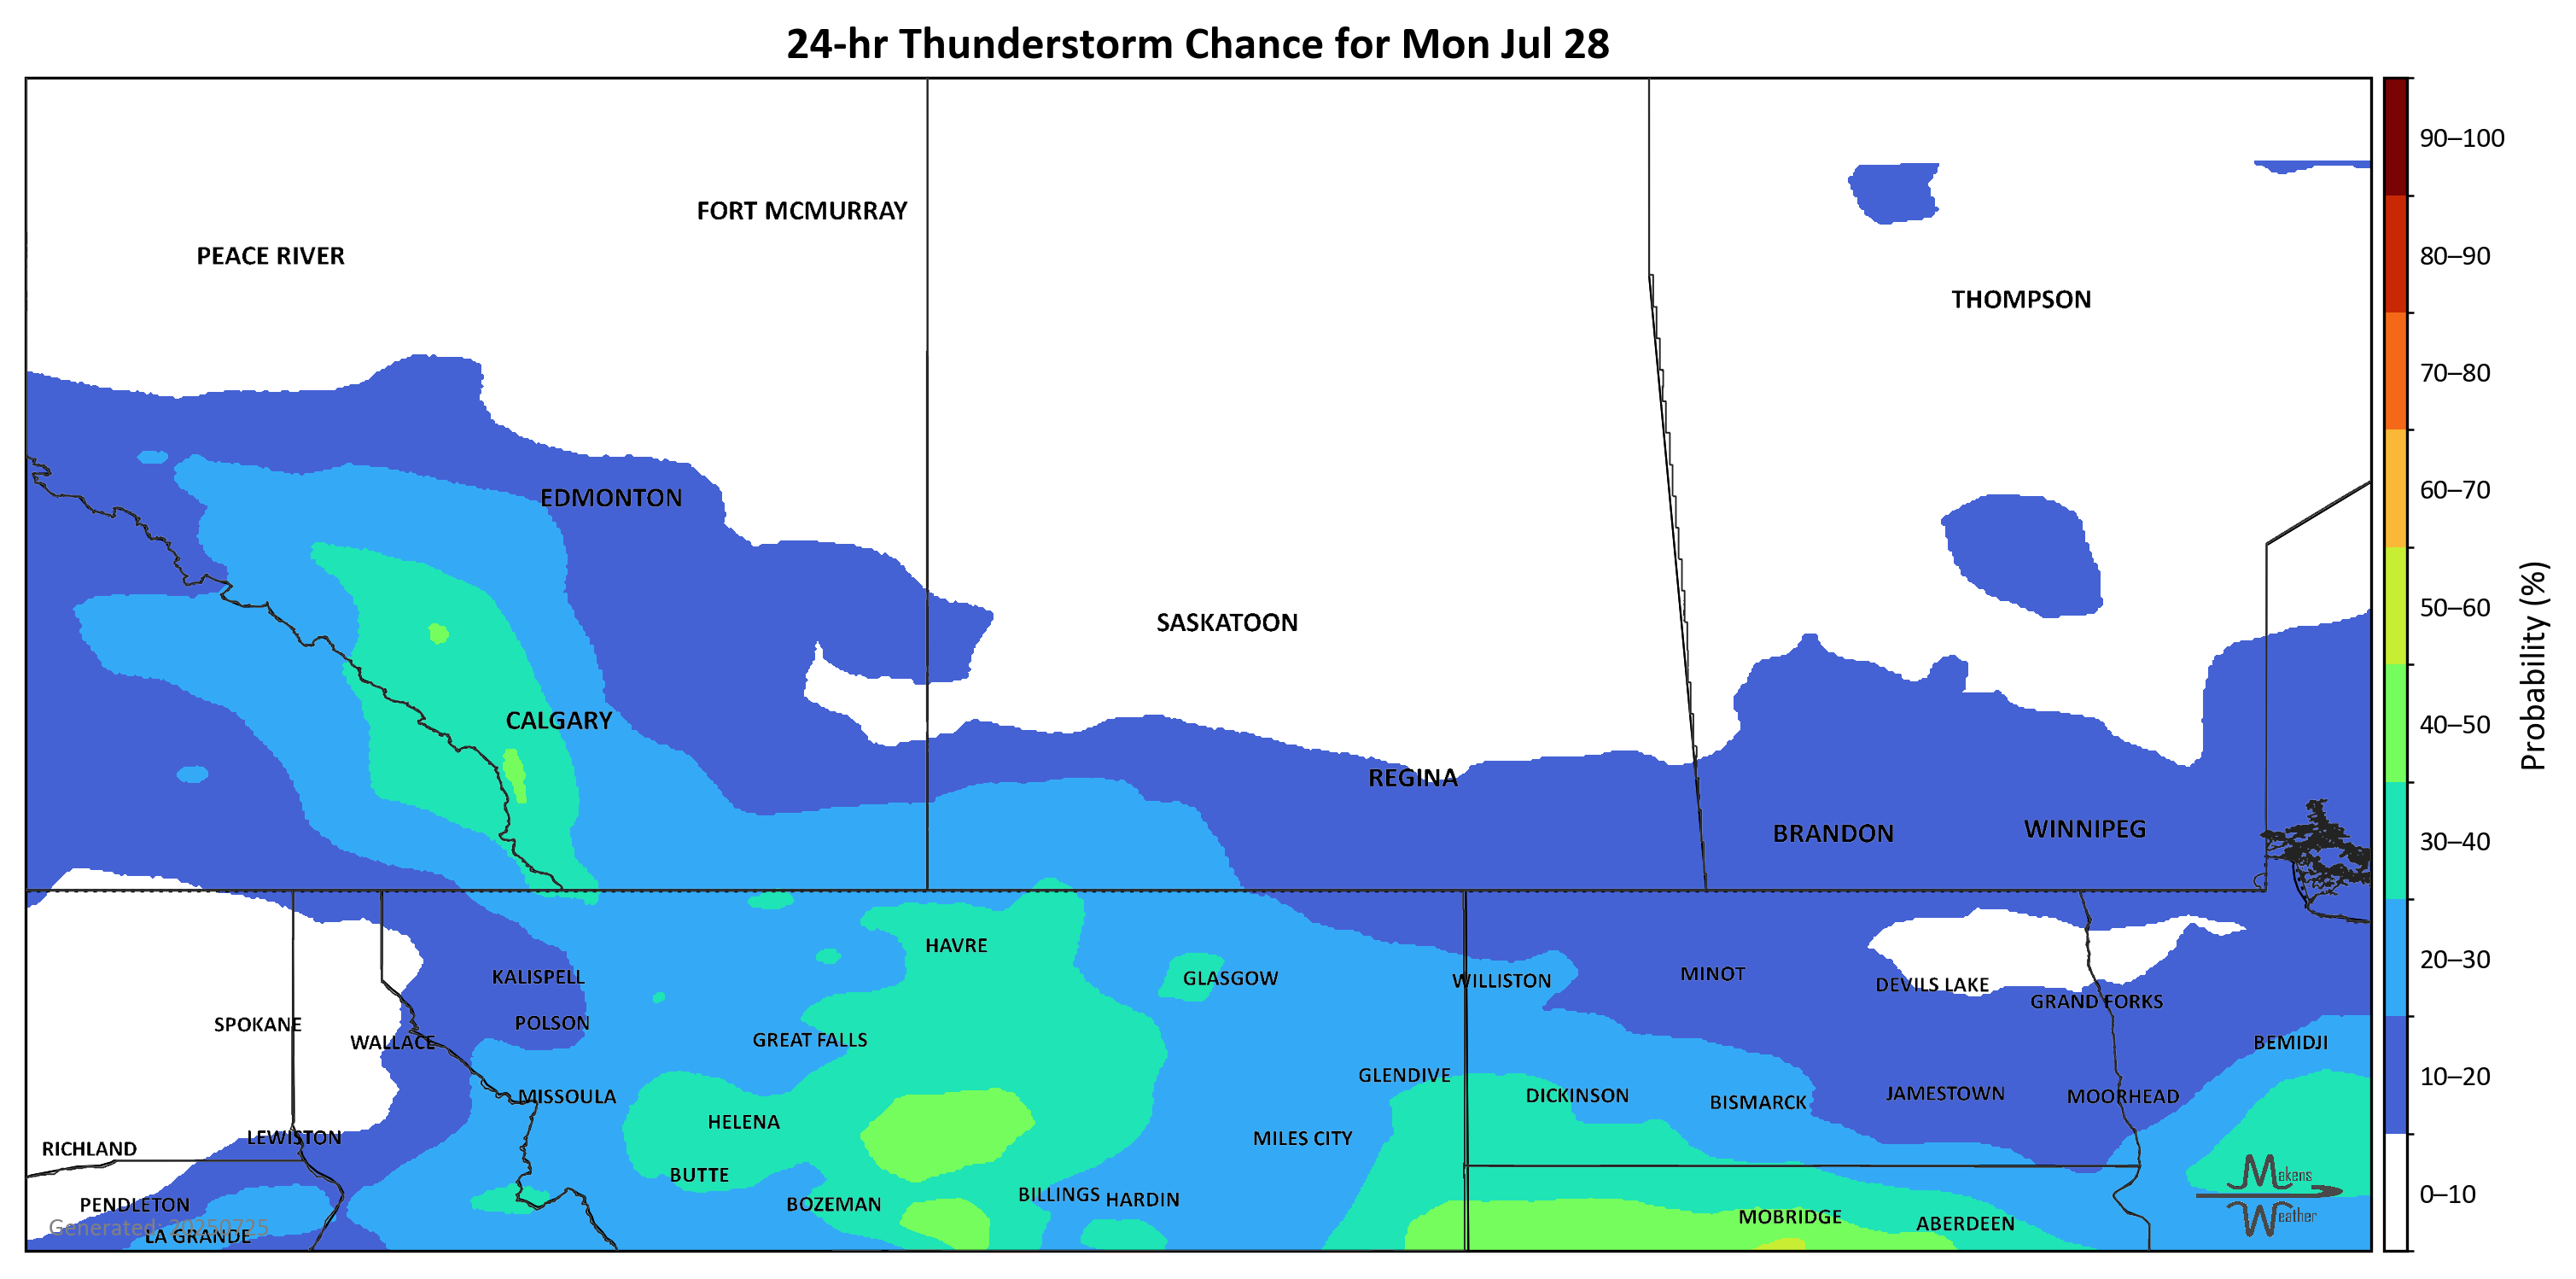 24-hr Thunderstorm Chance for Mon Jul 28
90–100
FORT MCMURRAY
PEACE RIVER
80–90
THOMPSON
70–80
60–70
EDMONTON
50–60
SASKATOON
Probability (%)
CALGARY
40–50
REGINA
BRANDON
WINNIPEG
30–40
HAVRE
20–30
KALISPELL
GLASGOW
WILLISTON
MINOT
DEVILS LAKE
GRAND FORKS
SPOKANE
POLSON
WALLACE
GREAT FALLS
BEMIDJI
GLENDIVE
10–20
MISSOULA
DICKINSON
BISMARCK
JAMESTOWN
MOORHEAD
HELENA
LEWISTON
MILES CITY
RICHLAND
BUTTE
Makens
Weather
PENDLETON
BOZEMAN
BILLINGS
HARDIN
0–10
MOBRIDGE
ABERDEEN
Generated: 20250725
LA GRANDE